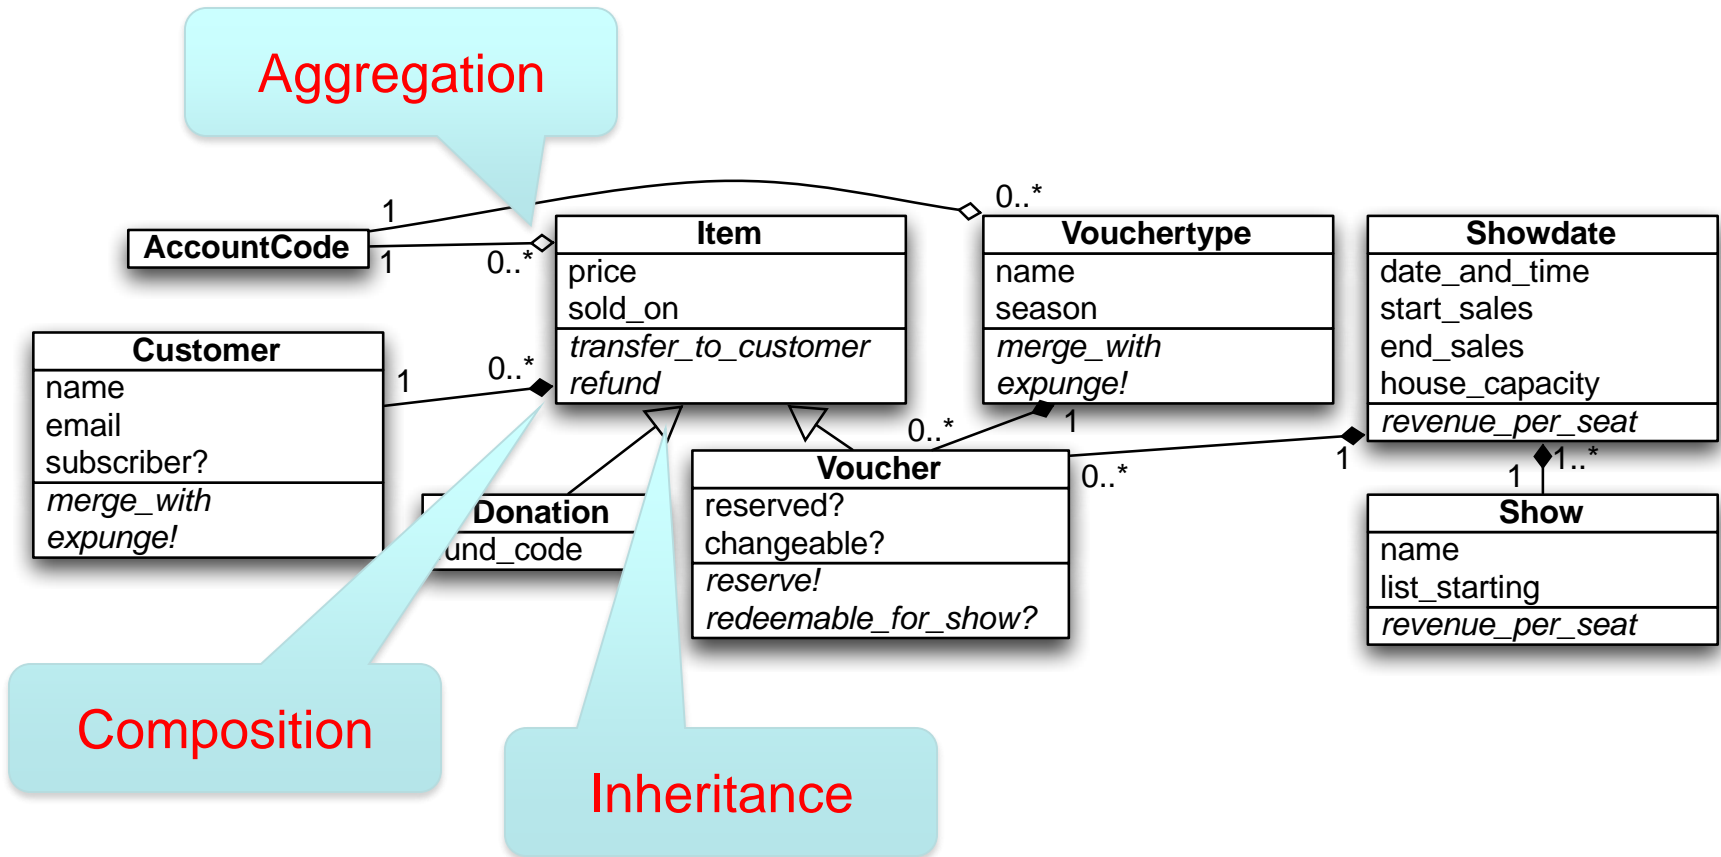 Aggregation
1
0..*
AccountCode
1
0..*
Item
price
sold_on
transfer_to_customer
refund
Vouchertype
name
season
merge_with
expunge!
Showdate
date_and_time
start_sales
end_sales
house_capacity
revenue_per_seat
Customer
name
email
subscriber?
merge_with
expunge!
1
0..*
0..*
1
0..*
1
1
1..*
Donation
und_code
Voucher
reserved?
changeable?
reserve!
redeemable_for_show?
Show
name
list_starting
revenue_per_seat
Composition
Inheritance